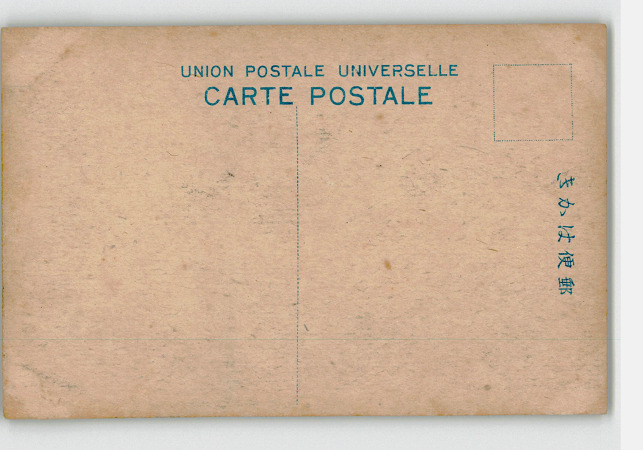 UNION POSTALE UNIVERSELLE
CARTE POSTALE
郵便はかき